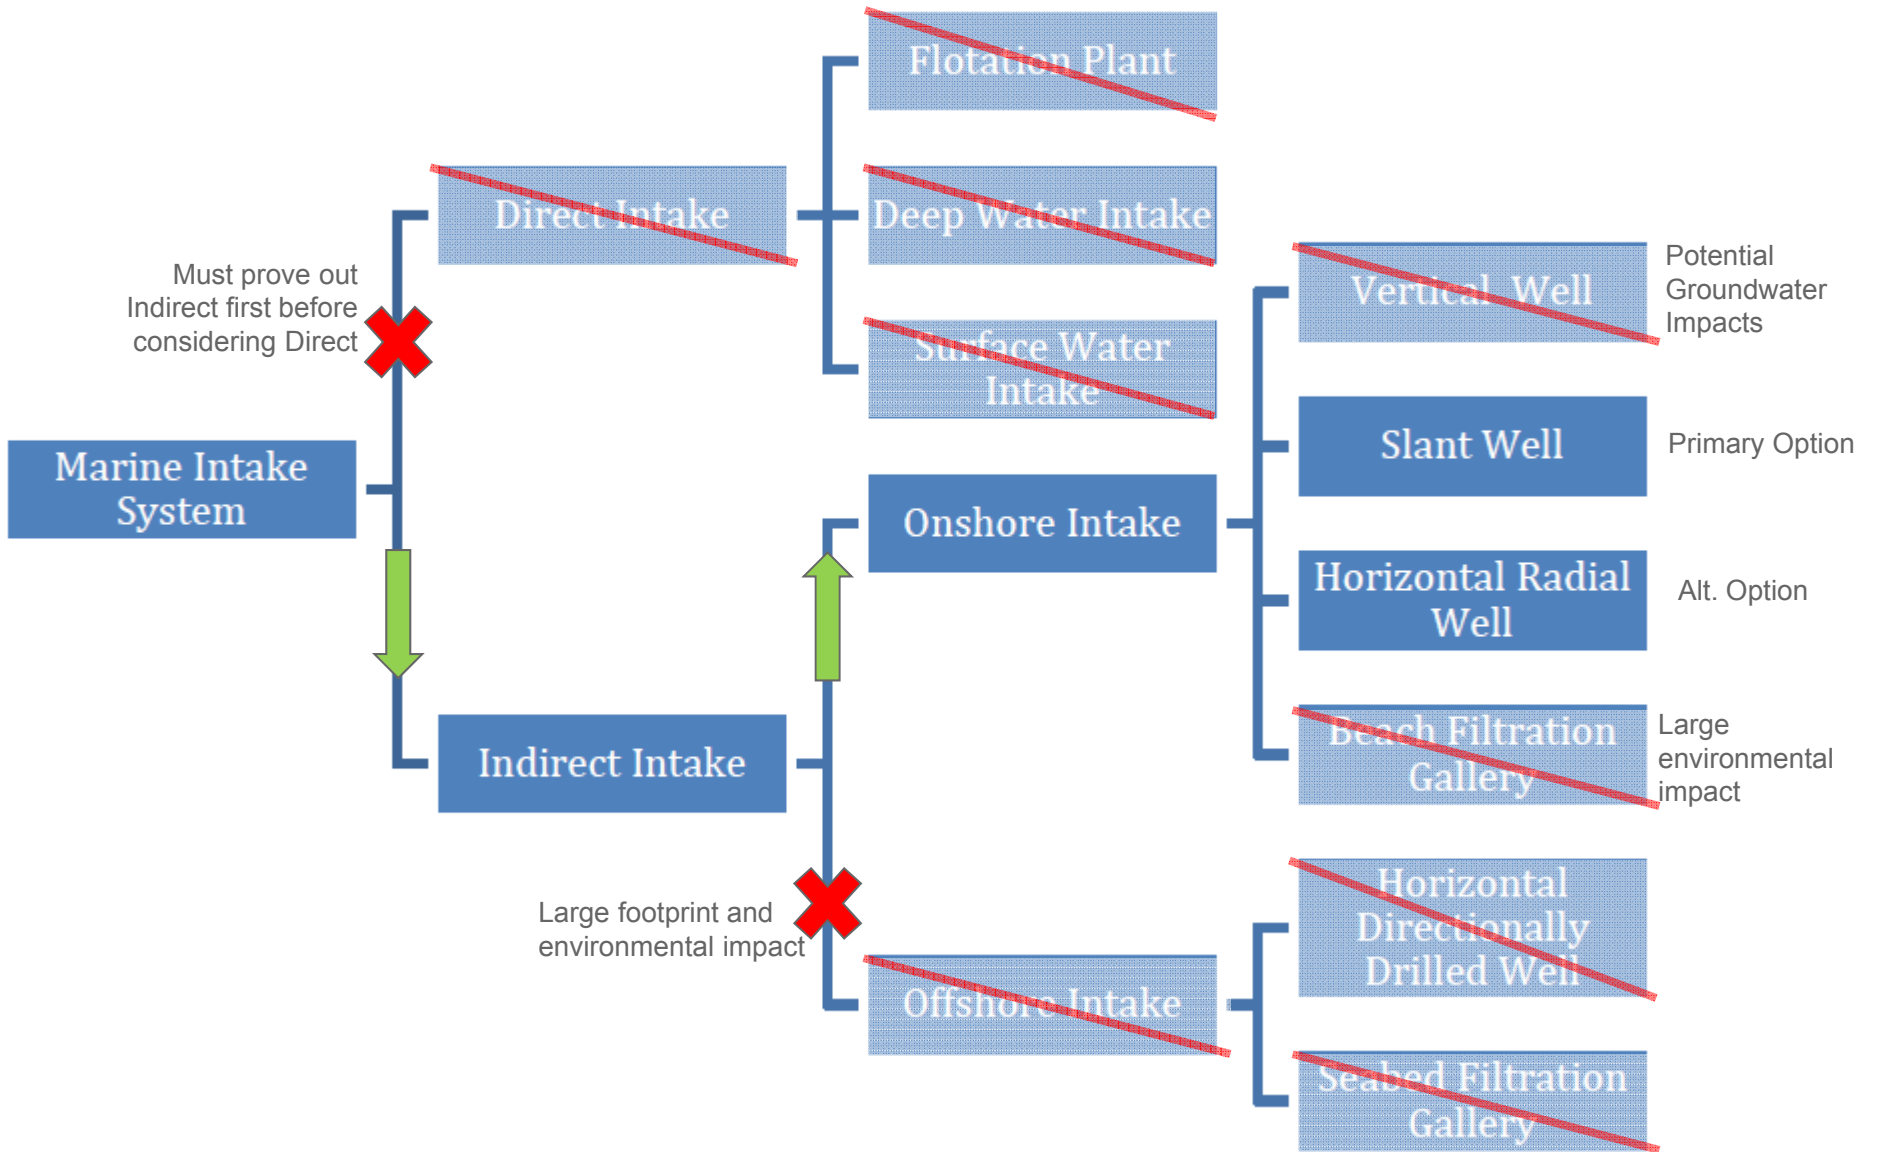 Flotation Plant
Direct Intake
Deep Water Intake
Must prove out
Indirect first before
considering Direct
Surface Water
Intake
Vertical Well
Potential
Groundwater
Impacts
Marine Intake
System
Slant Well
Primary Option
Onshore Intake
Horizontal Radial
Well
Alt. Option
Indirect Intake
Beach Filtration
Gallery
Large
environmental
impact
Large footprint and
environmental impact
Offshore Intake
Horizontal
Directionally
Drilled Well
Seabed Filtration
Gallery